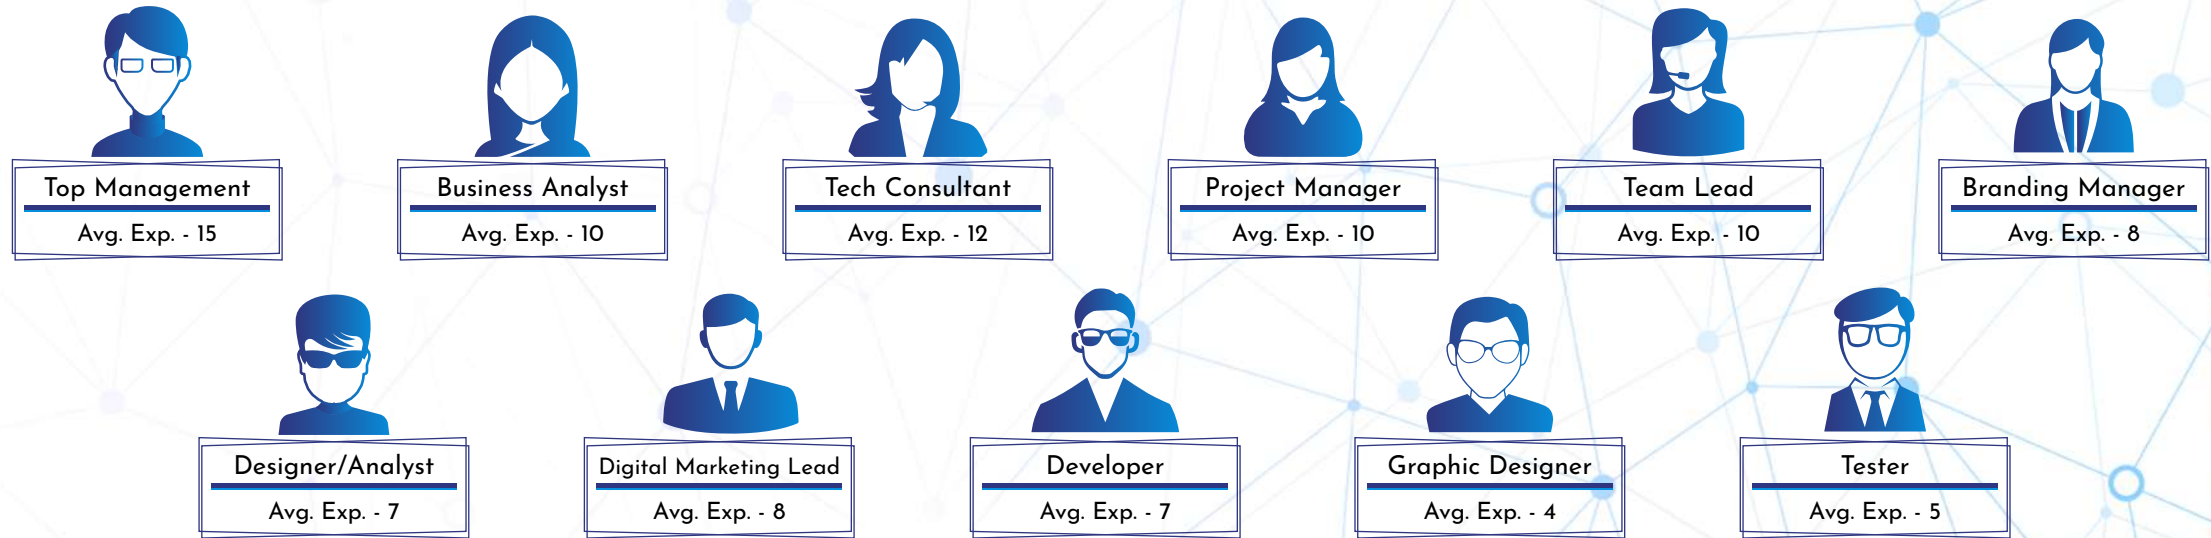 Top Management
Avg. Exp. - 15
Business Analyst
Avg. Exp. - 10
Tech Consultant
Avg. Exp. - 12
Project Manager
Avg. Exp. - 10
Team Lead
Avg. Exp. - 10
Branding Manager
Avg. Exp. - 8
Designer/Analyst
Avg. Exp. - 7
Digital Marketing Lead
Avg. Exp. - 8
Developer
Avg. Exp. - 7
Graphic Designer
Avg. Exp. - 4
Tester
Avg. Exp. - 5